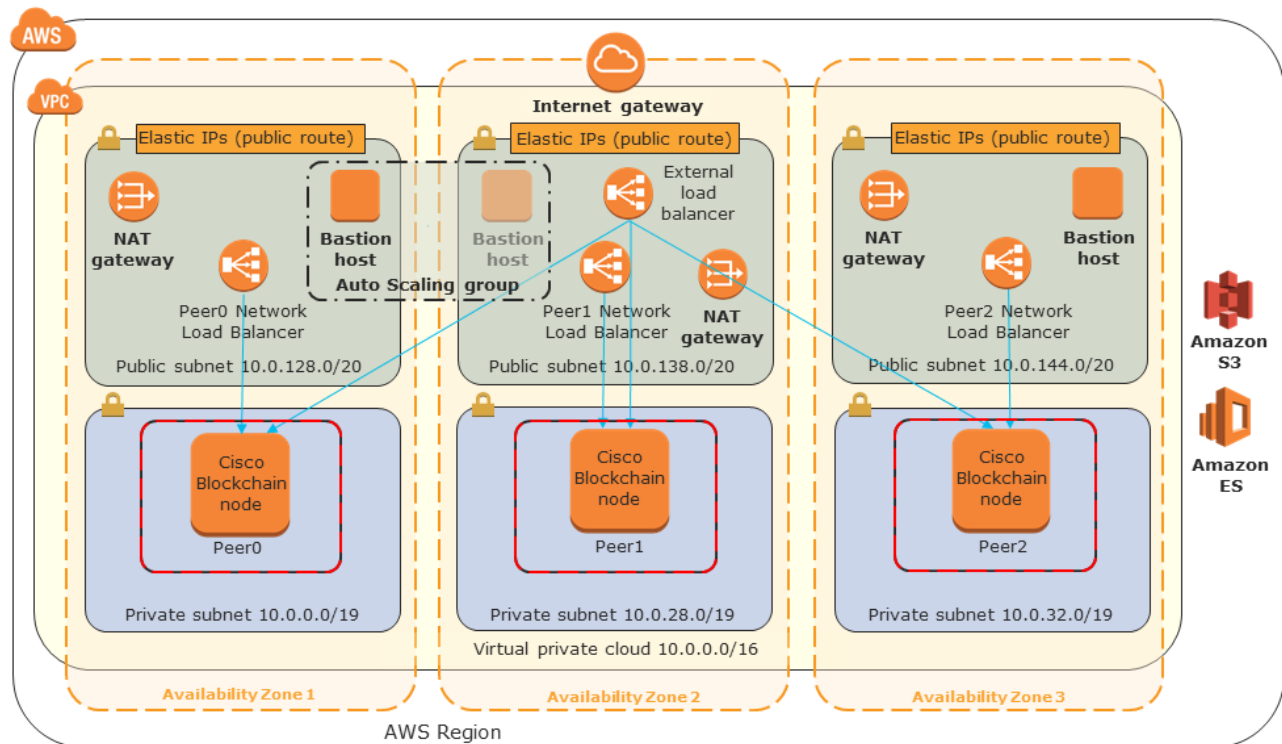 AWS
VPC
Internet gateway
Elastic IPs (public route)
NAT
gateway
Bastion
host
Peer0 Network
Load Balancer
Public subnet 10.0.128.0/20
Auto Scaling group
Elastic IPs (public route)
Bastion
host
External
load
balancer
Peer1 Network
Load Balancer
NAT
gateway
Public subnet 10.0.138.0/20
Elastic IPs (public route)
NAT
gateway
Bastion
host
Peer2 Network
Load Balancer
Public subnet 10.0.144.0/20
Amazon
S3
Amazon
ES
Cisco
Blockchain
node
Peer0
Private subnet 10.0.0.0/19
Cisco
Blockchain
node
Peer1
Private subnet 10.0.28.0/19
Cisco
Blockchain
node
Peer2
Private subnet 10.0.32.0/19
Virtual private cloud 10.0.0.0/16
Availability Zone 1
Availability Zone 2
Availability Zone 3
AWS Region